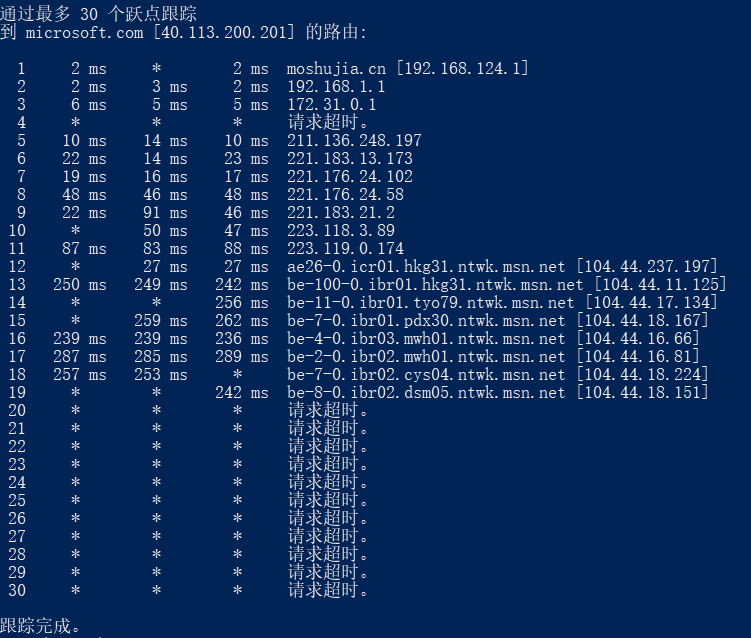 通过最多 30 个跃点跟踪
到 microsoft.com [40.113.200.201] 的路由:
1 2 ms * 2 ms moshujia.cn [192.168.124.1]
2 2 ms 3 ms 2 ms 192.168.1.1
3 6 ms 5 ms 5 ms 172.31.0.1
4 * * * 请求超时。
5 10 ms 14 ms 10 ms 211.136.248.197
6 22 ms 14 ms 23 ms 221.183.13.173
7 19 ms 16 ms 17 ms 221.176.24.102
8 48 ms 46 ms 48 ms 221.176.24.58
9 22 ms 91 ms 46 ms 221.183.21.2
10 * 50 ms 47 ms 223.118.3.89
11 87 ms 83 ms 88 ms 223.119.0.174
12 * 27 ms 27 ms ae26-0.icr01.hkg31.ntwk.msn.net [104.44.237.197]
13 250 ms 249 ms 242 ms be-100-0.ibr01.hkg31.ntwk.msn.net [104.44.11.125]
14 * * 256 ms be-11-0.ibr01.tyo79.ntwk.msn.net [104.44.17.134]
15 * 259 ms 262 ms be-7-0.ibr01.pdx30.ntwk.msn.net [104.44.18.167]
16 239 ms 239 ms 236 ms be-4-0.ibr03.mwh01.ntwk.msn.net [104.44.16.66]
17 287 ms 285 ms 289 ms be-2-0.ibr02.mwh01.ntwk.msn.net [104.44.16.81]
18 257 ms 253 ms * be-7-0.ibr02.cys04.ntwk.msn.net [104.44.18.224]
19 * * 242 ms be-8-0.ibr02.dsm05.ntwk.msn.net [104.44.18.151]
20 * * * 请求超时。
21 * * * 请求超时。
22 * * * 请求超时。
23 * * * 请求超时。
24 * * * 请求超时。
25 * * * 请求超时。
26 * * * 请求超时。
27 * * * 请求超时。
28 * * * 请求超时。
29 * * * 请求超时。
30 * * * 请求超时。
跟踪完成。